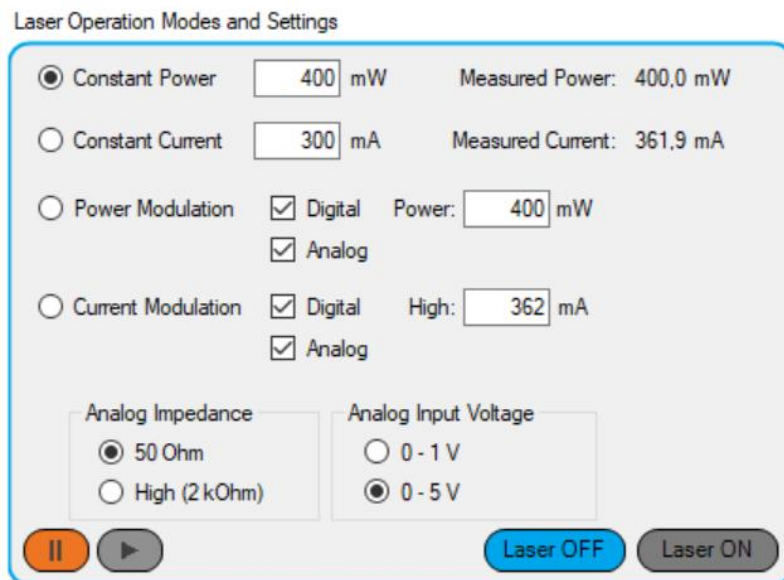 Laser Operation Modes and Settings
Constant Power 400 mW Measured Power: 400,0 mW
Constant Current 300 mA Measured Current: 361,9 mA
Power Modulation Digital Power: 400 mW
Analog
Current Modulation Digital High: 362 mA
Analog
Analog Impedance Analog Input Voltage
50 Ohm 0 - 1 V
High (2 kOhm) 0 - 5 V
Laser OFF Laser ON